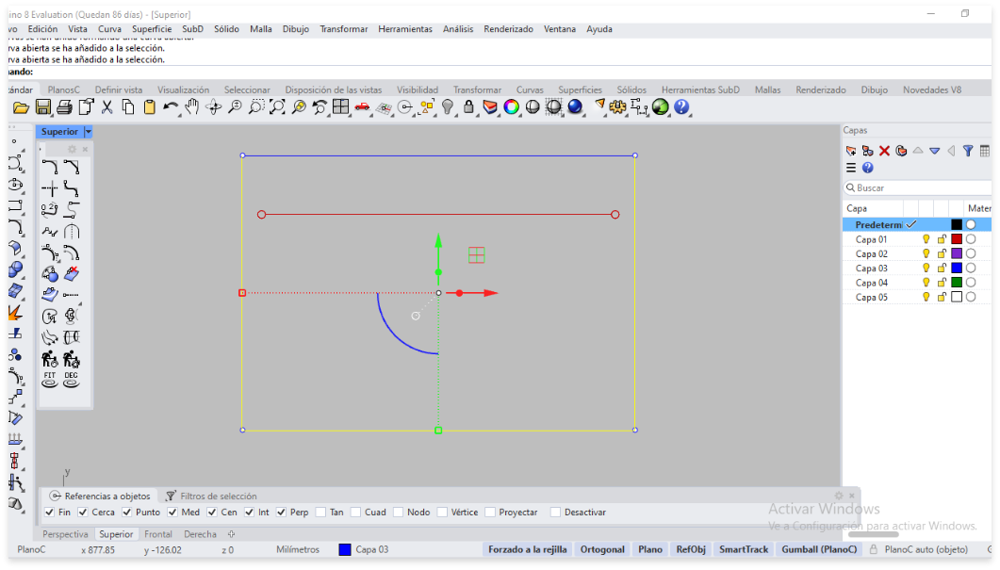 ino 8 Evaluation (Quedan 86 días) - [Superior]
vo Edición Vista Curva Superficie SubD Sólido Malla Dibujo Transformar Herramientas Análisis Renderizado Ventana Ayuda
rva abierta se ha añadido a la selección.
rva abierta se ha añadido a la selección.
mando:
ándar PlanosC Definir vista Visualización Seleccionar Disposición de las vistas Visibilidad Transformar Curvas Superficies Sólidos Herramientas SubD Mallas Renderizado Dibujo Novedades V8
Superior
Capas
Buscar
Capa Mater
Predeterm
Capa 01
Capa 02
Capa 03
Capa 04
Capa 05
FIT DEG
y
Referencias a objetos Filtros de selección
Fin Cerca Punto Med Cen Int Perp Tan Cuad Nodo Vértice Proyectar Desactivar
Activar Windows
Ve a Configuración para activar Windows.
Perspectiva Superior Frontal Derecha
PlanoC x 877.85 y -126.02 z 0 Milímetros Capa 03 Forzado a la rejilla Ortogonal Plano RefObj SmartTrack Gumball (PlanoC) PlanoC auto (objeto)